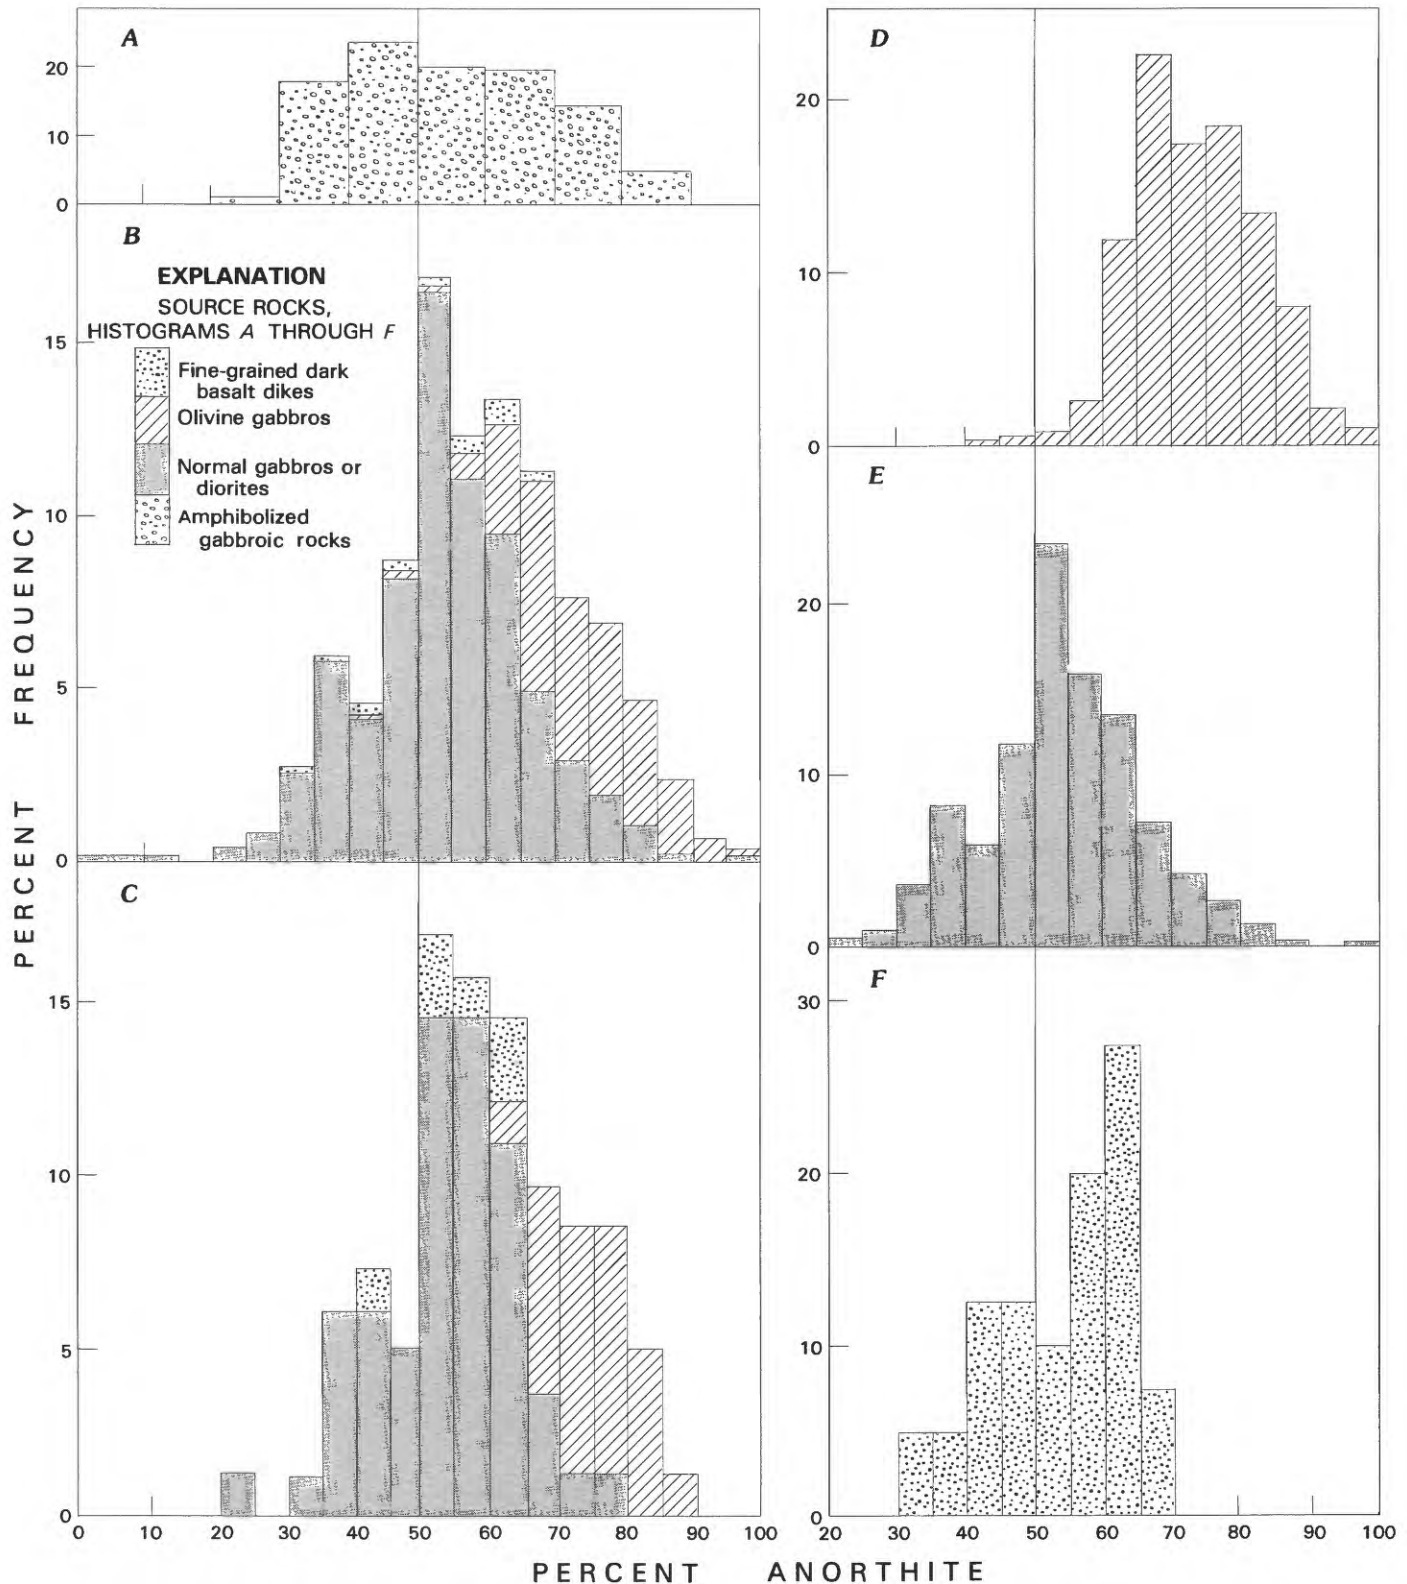 A
20
10
0
B
EXPLANATION
SOURCE ROCKS,
HISTOGRAMS A THROUGH F
Fine-grained dark
basalt dikes
Olivine gabbros
Normal gabbros or
diorites
Amphibolized
gabbroic rocks
15
10
5
0
C
15
10
5
0
0 10 20 30 40 50 60 70 80 90 100
D
20
10
0
E
20
10
0
F
30
20
10
0
20 30 40 50 60 70 80 90 100
PERCENT FREQUENCY
PERCENT ANORTHITE